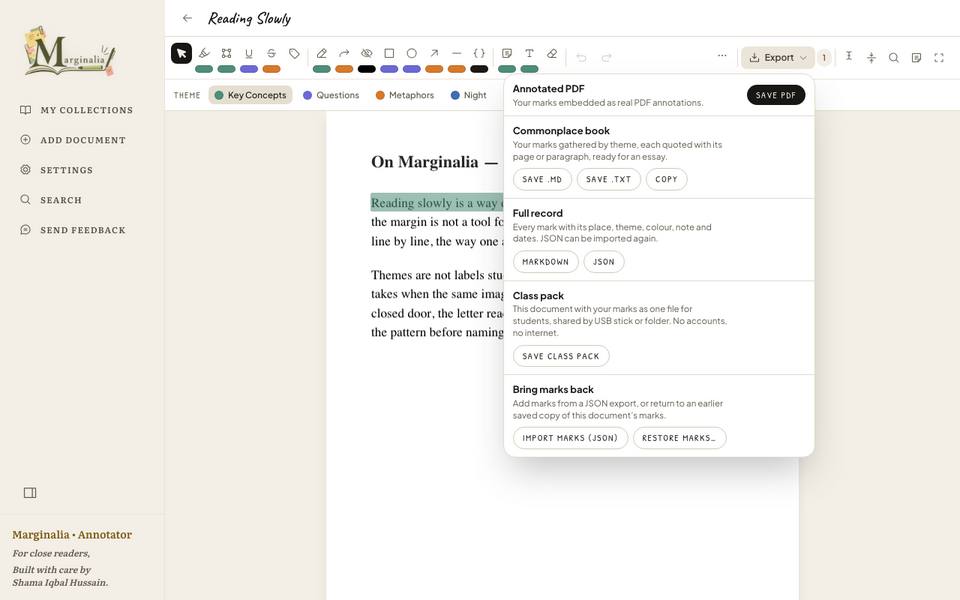 Marginalia
MY COLLECTIONS
ADD DOCUMENT
SETTINGS
SEARCH
SEND FEEDBACK
Marginalia • Annotator
For close readers,
Built with care by
Shama Iqbal Hussain.
Reading Slowly
Export
1
THEME
Key Concepts
Questions
Metaphors
Night
On Marginalia —
Reading slowly is a way
the margin is not a tool
line by line, the way one
Themes are not labels
takes when the same
closed door, the letter
the pattern before naming
Annotated PDF
Your marks embedded as real PDF annotations.
SAVE PDF
Commonplace book
Your marks gathered by theme, each quoted with its
page or paragraph, ready for an essay.
SAVE .MD
SAVE .TXT
COPY
Full record
Every mark with its place, theme, colour, note and
dates. JSON can be imported again.
MARKDOWN
JSON
Class pack
This document with your marks as one file for
students, shared by USB stick or folder. No accounts,
no internet.
SAVE CLASS PACK
Bring marks back
Add marks from a JSON export, or return to an earlier
saved copy of this document's marks.
IMPORT MARKS (JSON)
RESTORE MARKS…